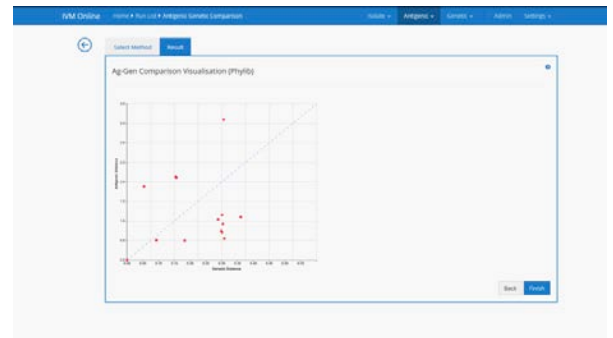 IVM Online Home Run List Antigenic Genetic Comparison Isolate Antigenic Genetic Admin Settings
Select Method Result
Ag-Gen Comparison Visualisation (Phylib)
Antigenic Distance
Genetic Distance
Back Finish